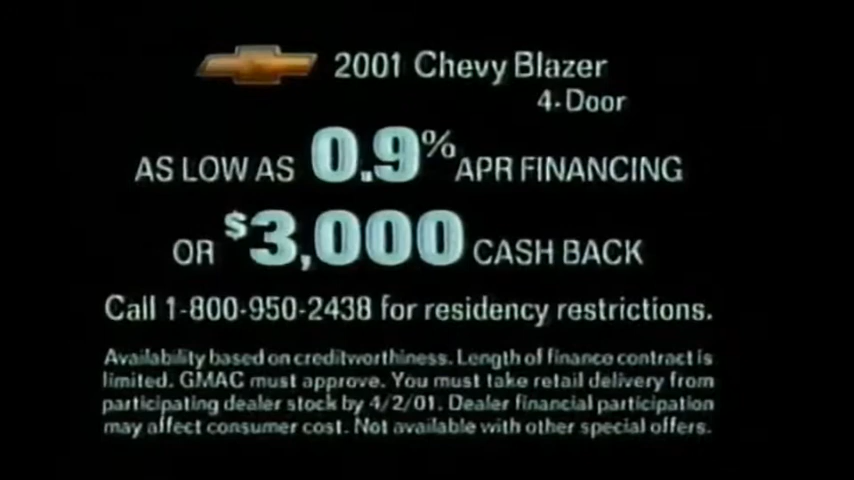 2001 Chevy Blazer
4-Door
AS LOW AS 0.9% APR FINANCING
OR $3,000 CASH BACK
Call 1-800-950-2438 for residency restrictions.
Availability based on creditworthiness. Length of finance contract is
limited. GMAC must approve. You must take retail delivery from
participating dealer stock by 4/2/01. Dealer financial participation
may affect consumer cost. Not available with other special offers.